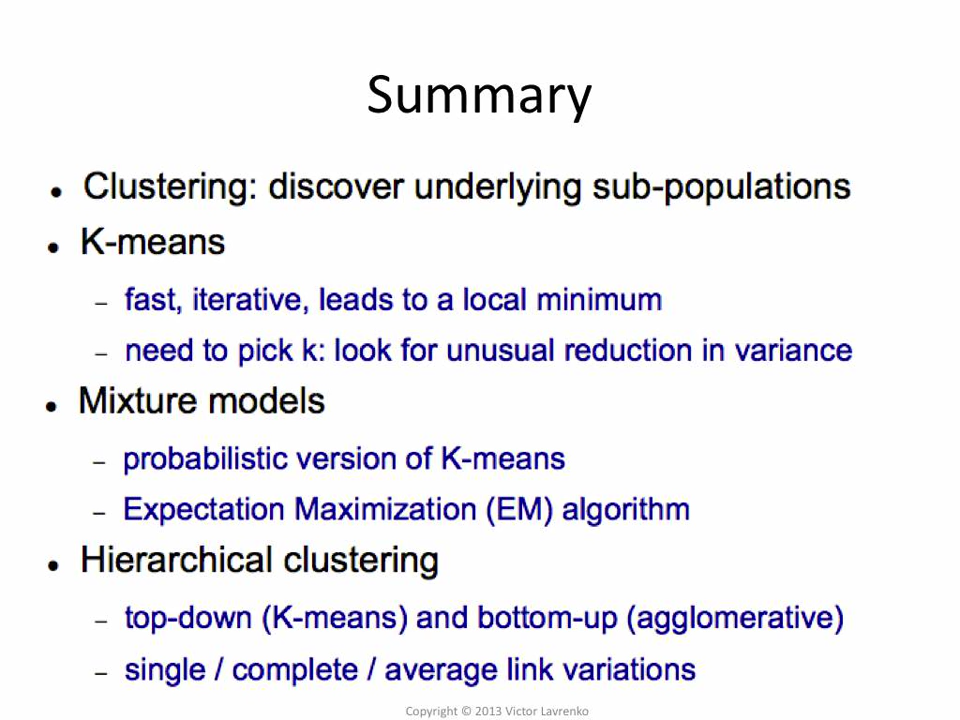 Summary
• Clustering: discover underlying sub-populations
• K-means
– fast, iterative, leads to a local minimum
– need to pick k: look for unusual reduction in variance
• Mixture models
– probabilistic version of K-means
– Expectation Maximization (EM) algorithm
• Hierarchical clustering
– top-down (K-means) and bottom-up (agglomerative)
– single / complete / average link variations
Copyright © 2013 Victor Lavrenko